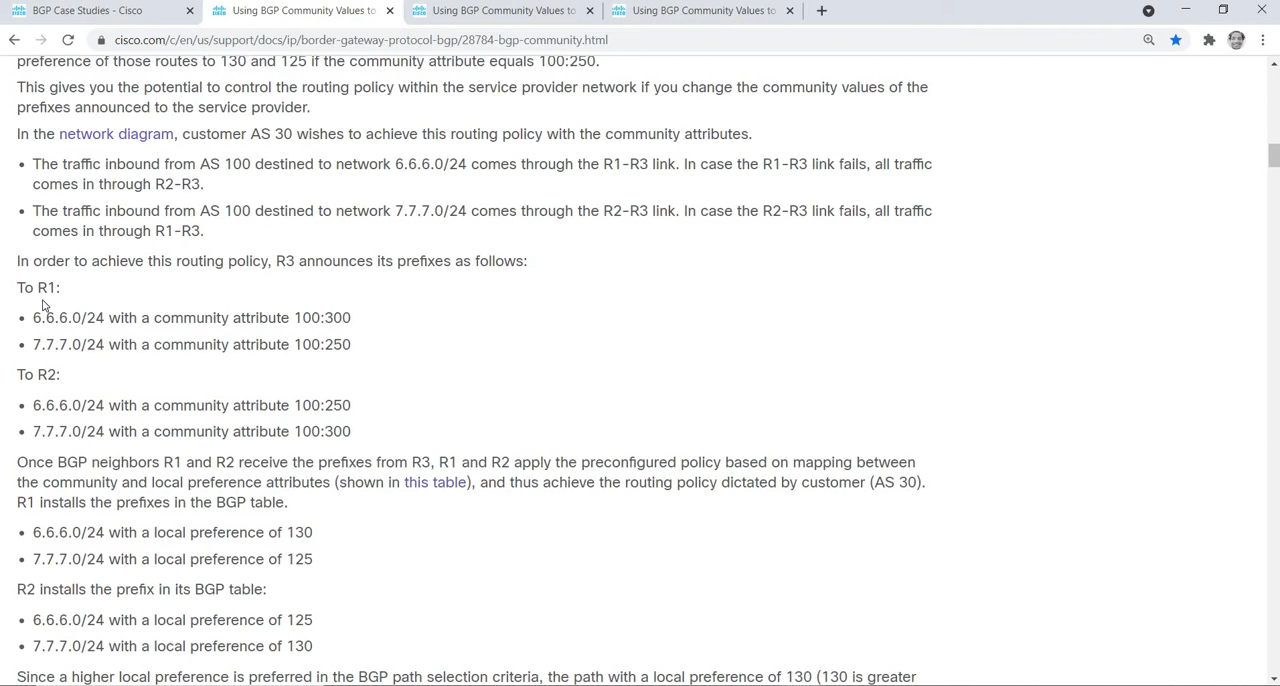 BGP Case Studies - Cisco
Using BGP Community Values to
Using BGP Community Values to
Using BGP Community Values to
cisco.com/c/en/us/support/docs/ip/border-gateway-protocol-bgp/28784-bgp-community.html
preference of those routes to 130 and 125 if the community attribute equals 100:250.
This gives you the potential to control the routing policy within the service provider network if you change the community values of the
prefixes announced to the service provider.
In the network diagram, customer AS 30 wishes to achieve this routing policy with the community attributes.
• The traffic inbound from AS 100 destined to network 6.6.6.0/24 comes through the R1-R3 link. In case the R1-R3 link fails, all traffic
comes in through R2-R3.
• The traffic inbound from AS 100 destined to network 7.7.7.0/24 comes through the R2-R3 link. In case the R2-R3 link fails, all traffic
comes in through R1-R3.
In order to achieve this routing policy, R3 announces its prefixes as follows:
To R1:
• 6.6.6.0/24 with a community attribute 100:300
• 7.7.7.0/24 with a community attribute 100:250
To R2:
• 6.6.6.0/24 with a community attribute 100:250
• 7.7.7.0/24 with a community attribute 100:300
Once BGP neighbors R1 and R2 receive the prefixes from R3, R1 and R2 apply the preconfigured policy based on mapping between
the community and local preference attributes (shown in this table), and thus achieve the routing policy dictated by customer (AS 30).
R1 installs the prefixes in the BGP table.
• 6.6.6.0/24 with a local preference of 130
• 7.7.7.0/24 with a local preference of 125
R2 installs the prefix in its BGP table:
• 6.6.6.0/24 with a local preference of 125
• 7.7.7.0/24 with a local preference of 130
Since a higher local preference is preferred in the BGP path selection criteria, the path with a local preference of 130 (130 is greater